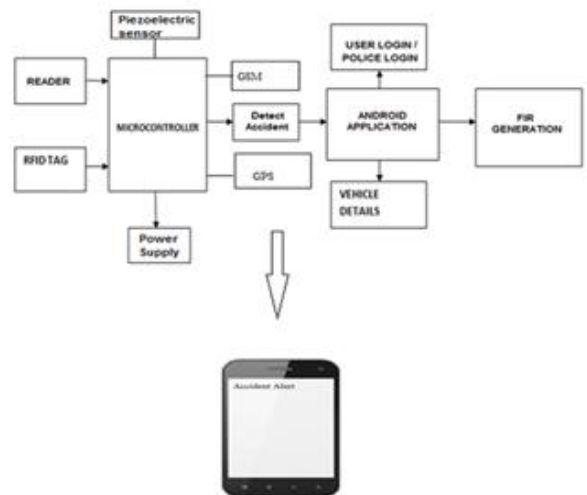 Piezoelectric
sensor
READER
RFID TAG
MICROCONTROLLER
GSM
Detect
Accident
GPS
Power
Supply
USER LOGIN /
POLICE LOGIN
ANDROID
APPLICATION
VEHICLE
DETAILS
FIR
GENERATION
Accident Alert